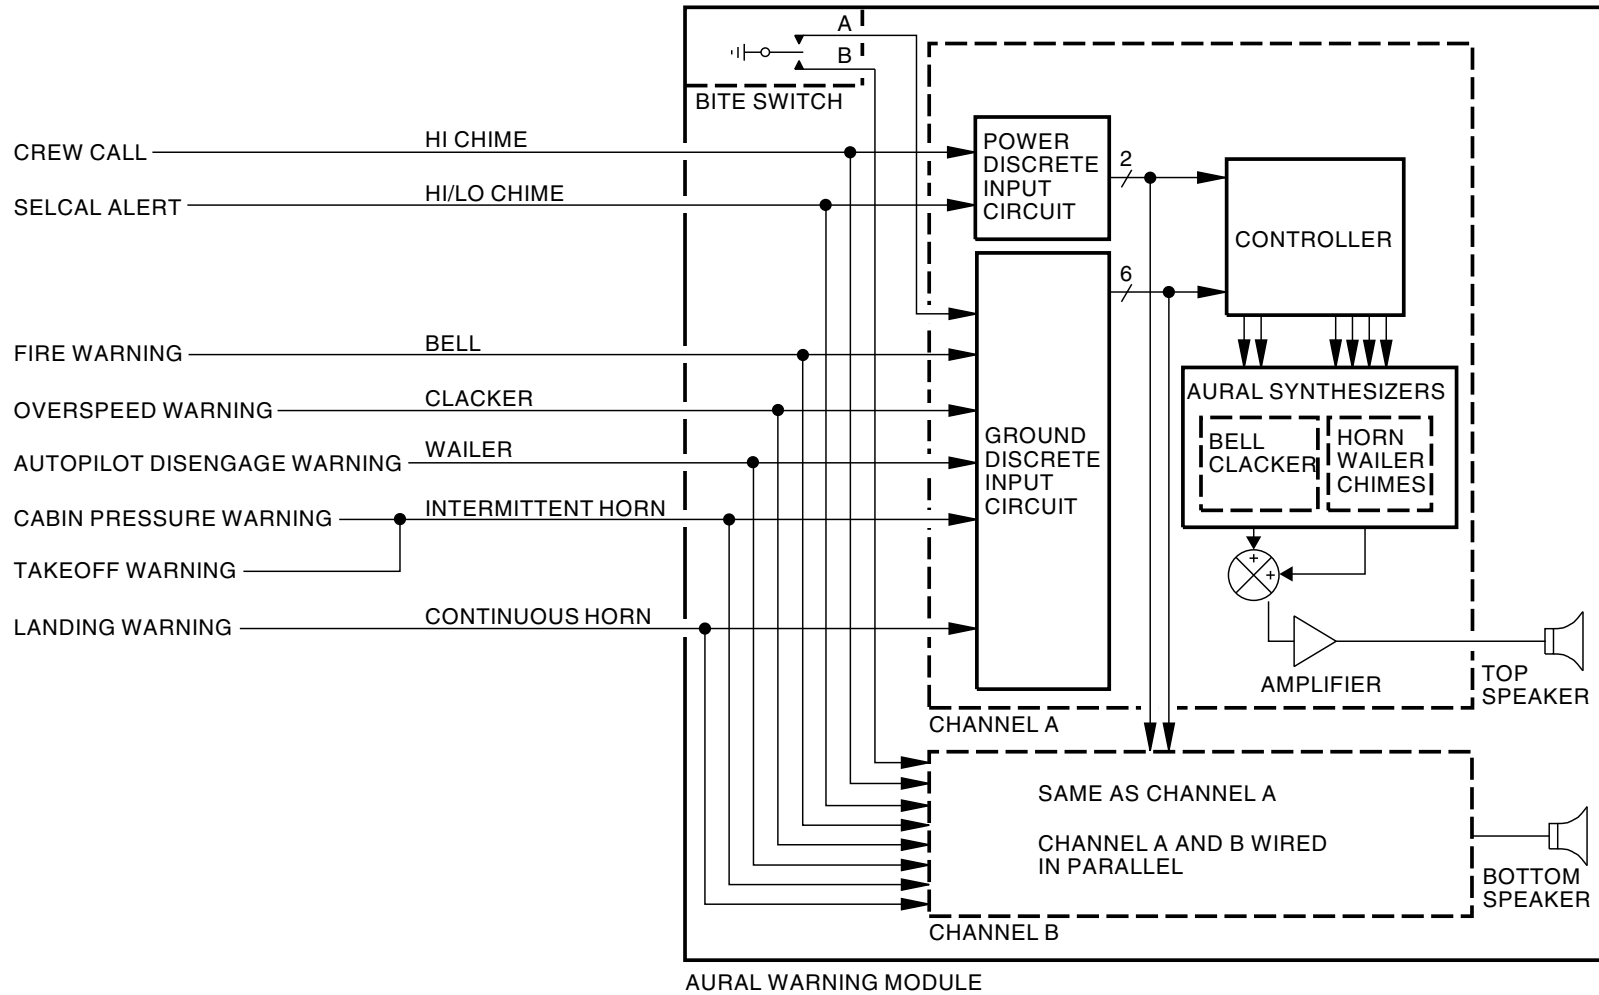 A
B
BITE SWITCH
CREW CALL
HI CHIME
SELCAL ALERT
HI/LO CHIME
FIRE WARNING
BELL
OVERSPEED WARNING
CLACKER
AUTOPILOT DISENGAGE WARNING
WAILER
CABIN PRESSURE WARNING
INTERMITTENT HORN
TAKEOFF WARNING
LANDING WARNING
CONTINUOUS HORN
POWER
DISCRETE
INPUT
CIRCUIT
2
6
GROUND
DISCRETE
INPUT
CIRCUIT
CONTROLLER
AURAL SYNTHESIZERS
BELL
CLACKER
HORN
WAILER
CHIMES
+
+
AMPLIFIER
TOP
SPEAKER
CHANNEL A
SAME AS CHANNEL A
CHANNEL A AND B WIRED
IN PARALLEL
BOTTOM
SPEAKER
CHANNEL B
AURAL WARNING MODULE